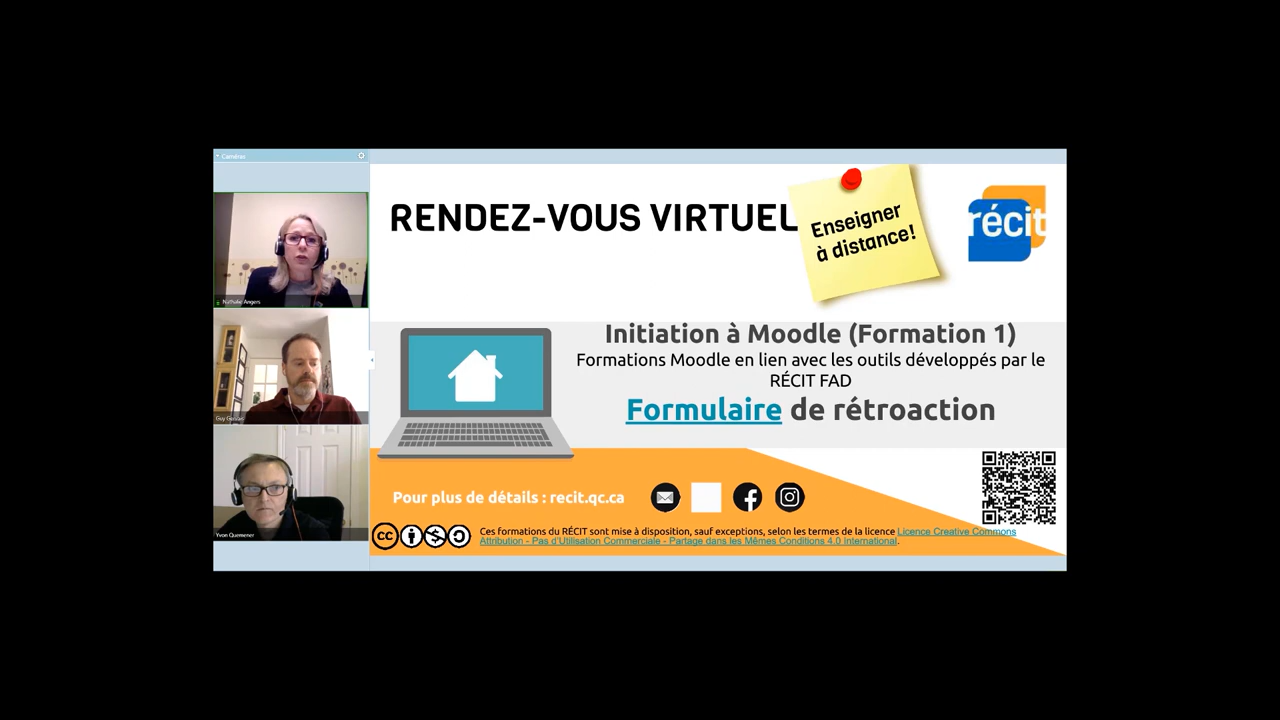 Caméras
Nathalie Angers
Guy Gervais
Yvon Quemener
RENDEZ-VOUS VIRTUEL
Enseigner
à distance!
récit
Initiation à Moodle (Formation 1)
Formations Moodle en lien avec les outils développés par le
RÉCIT FAD
Formulaire de rétroaction
Pour plus de détails : recit.qc.ca
cc
Ces formations du RÉCIT sont mise à disposition, sauf exceptions, selon les termes de la licence Licence Creative Commons
Attribution - Pas d'Utilisation Commerciale - Partage dans les Mêmes Conditions 4.0 International.